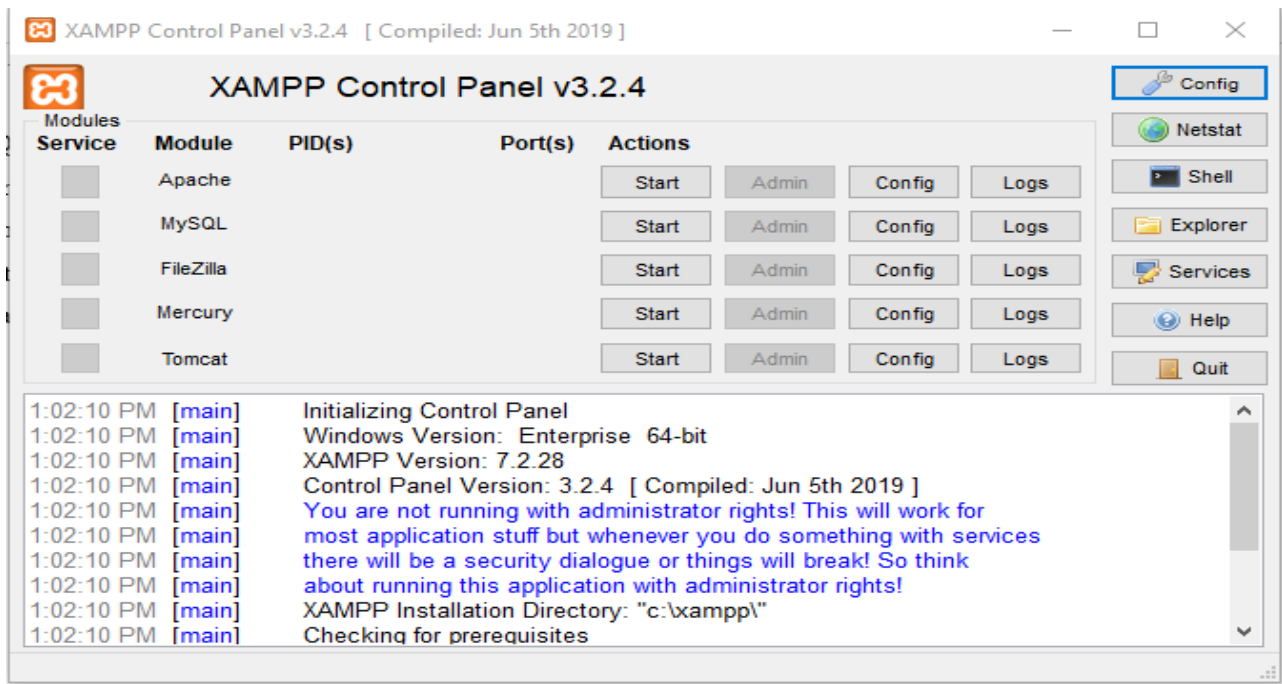 XAMPP Control Panel v3.2.4 [ Compiled: Jun 5th 2019 ]
XAMPP Control Panel v3.2.4
Config
Modules
Service Module PID(s) Port(s) Actions
Netstat
Apache Start Admin Config Logs
Shell
MySQL Start Admin Config Logs
Explorer
FileZilla Start Admin Config Logs
Services
Mercury Start Admin Config Logs
Help
Tomcat Start Admin Config Logs
Quit
1:02:10 PM [main] Initializing Control Panel
1:02:10 PM [main] Windows Version: Enterprise 64-bit
1:02:10 PM [main] XAMPP Version: 7.2.28
1:02:10 PM [main] Control Panel Version: 3.2.4 [ Compiled: Jun 5th 2019 ]
1:02:10 PM [main] You are not running with administrator rights! This will work for
1:02:10 PM [main] most application stuff but whenever you do something with services
1:02:10 PM [main] there will be a security dialogue or things will break! So think
1:02:10 PM [main] about running this application with administrator rights!
1:02:10 PM [main] XAMPP Installation Directory: "c:\xampp\"
1:02:10 PM [main] Checking for prerequisites